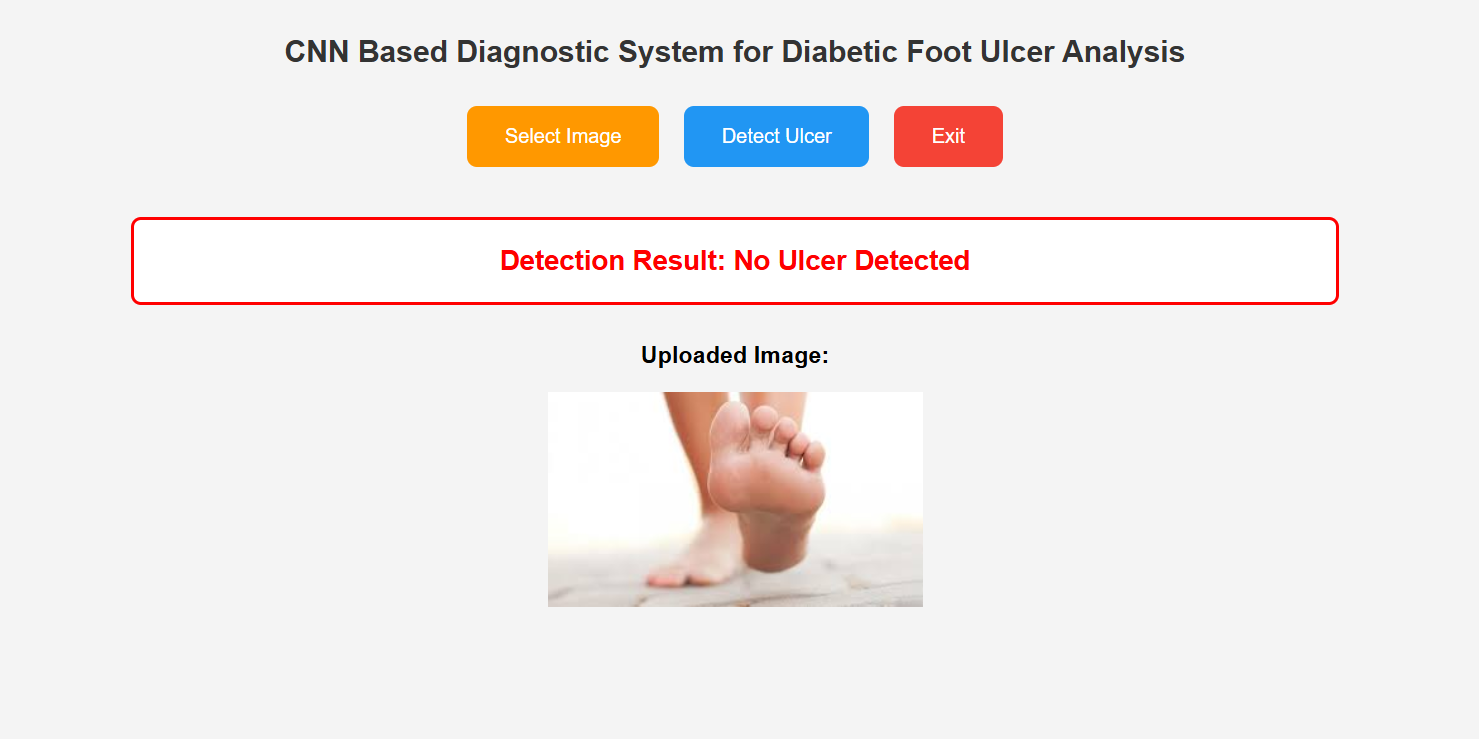 CNN Based Diagnostic System for Diabetic Foot Ulcer Analysis
Select Image
Detect Ulcer
Exit
Detection Result: No Ulcer Detected
Uploaded Image: